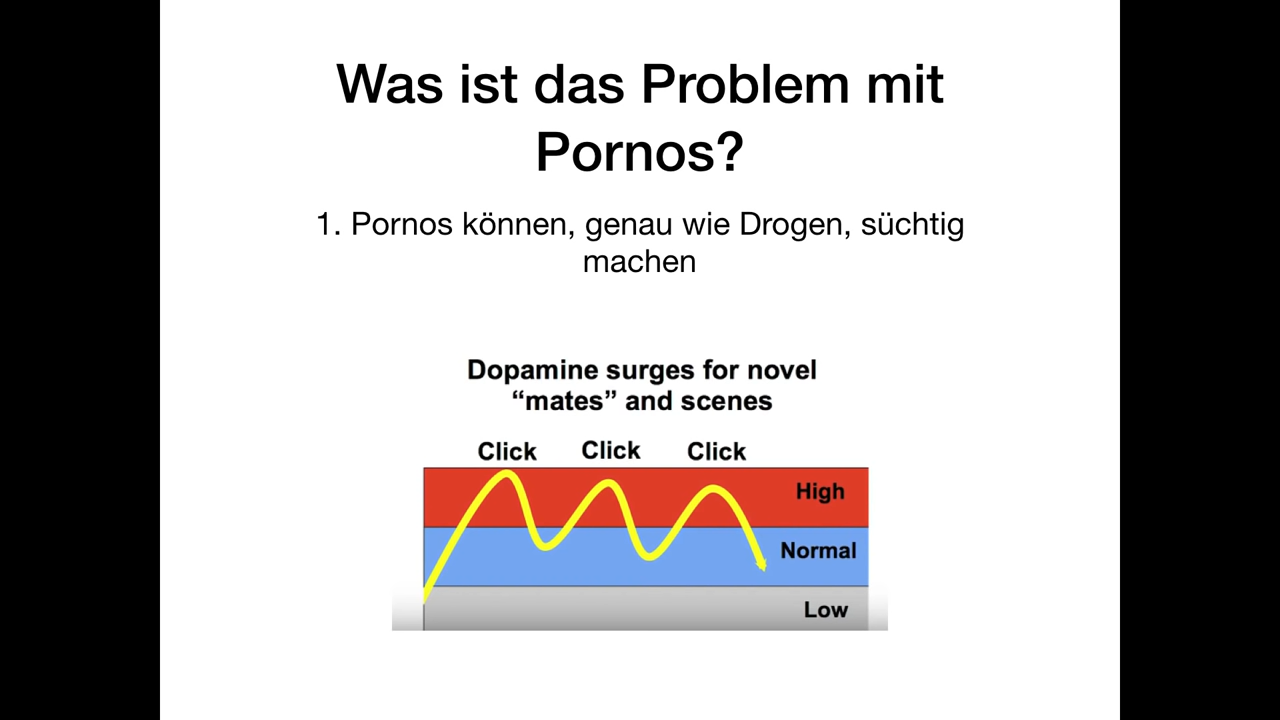 Was ist das Problem mit
Pornos?
1. Pornos können, genau wie Drogen, süchtig
machen
Dopamine surges for novel
“mates” and scenes
Click Click Click
High
Normal
Low